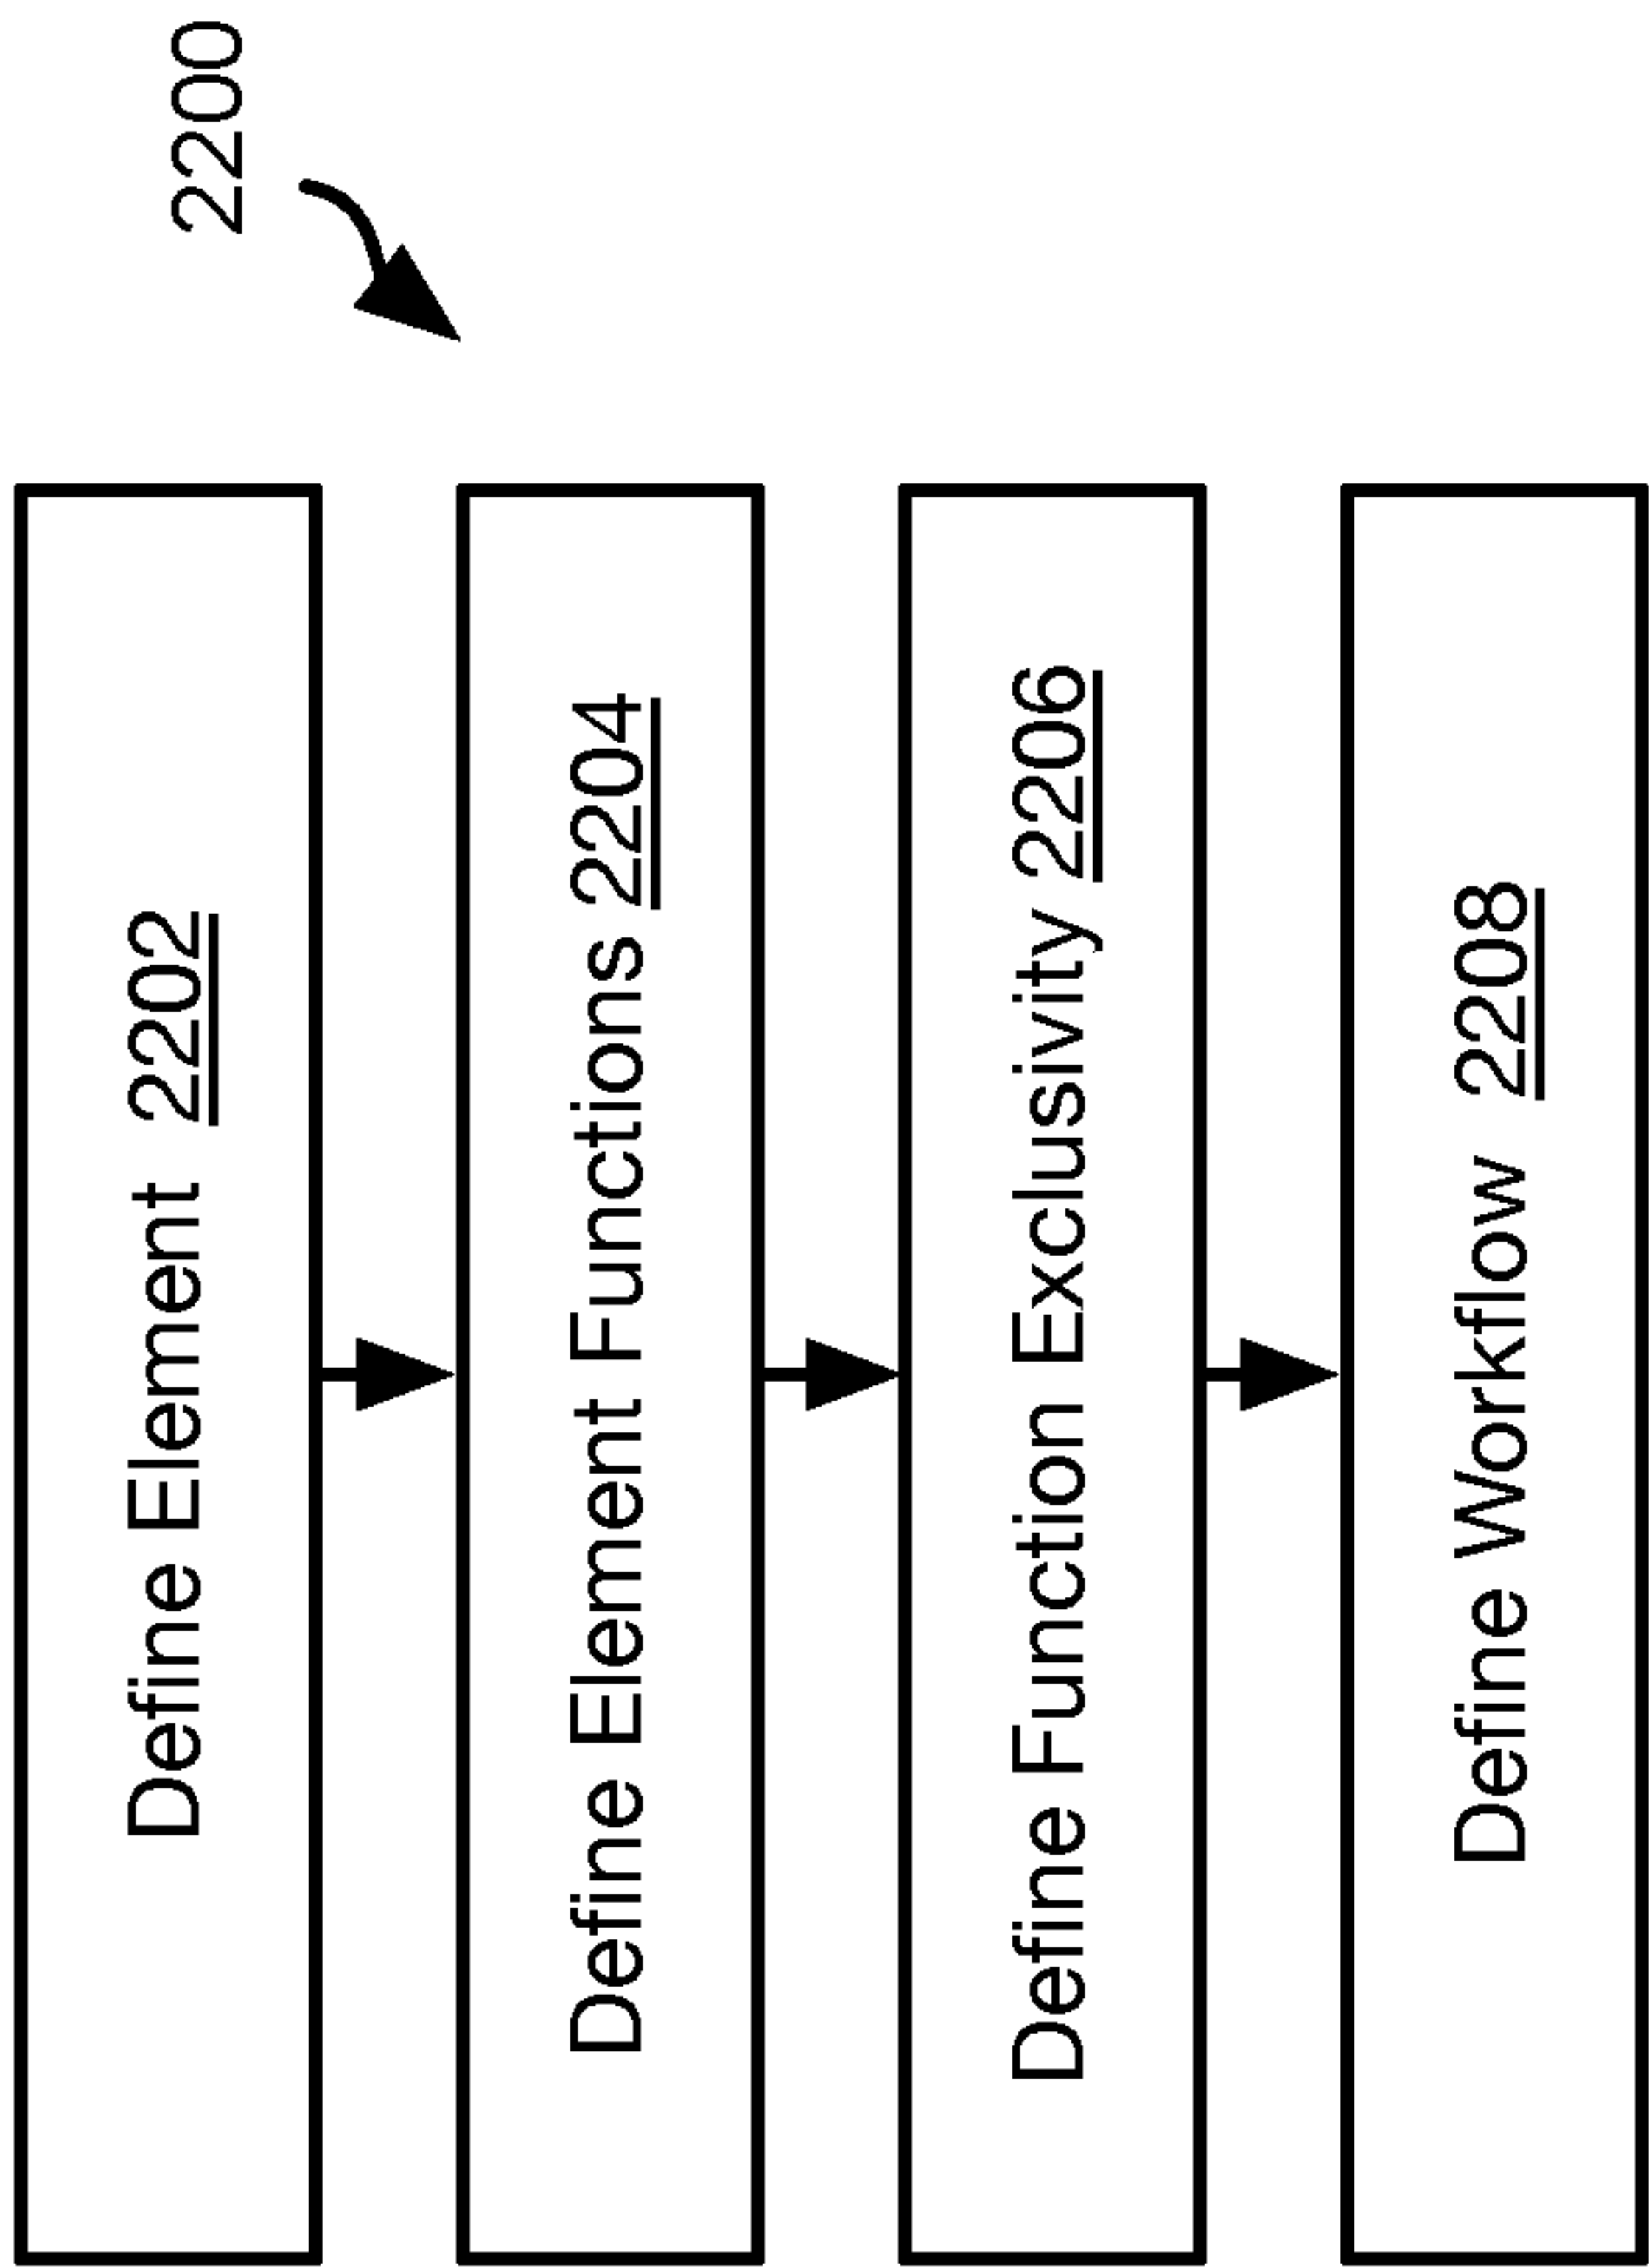 2200
Define Element 2202
Define Element Functions 2204
Define Function Exclusivity 2206
Define Workflow 2208